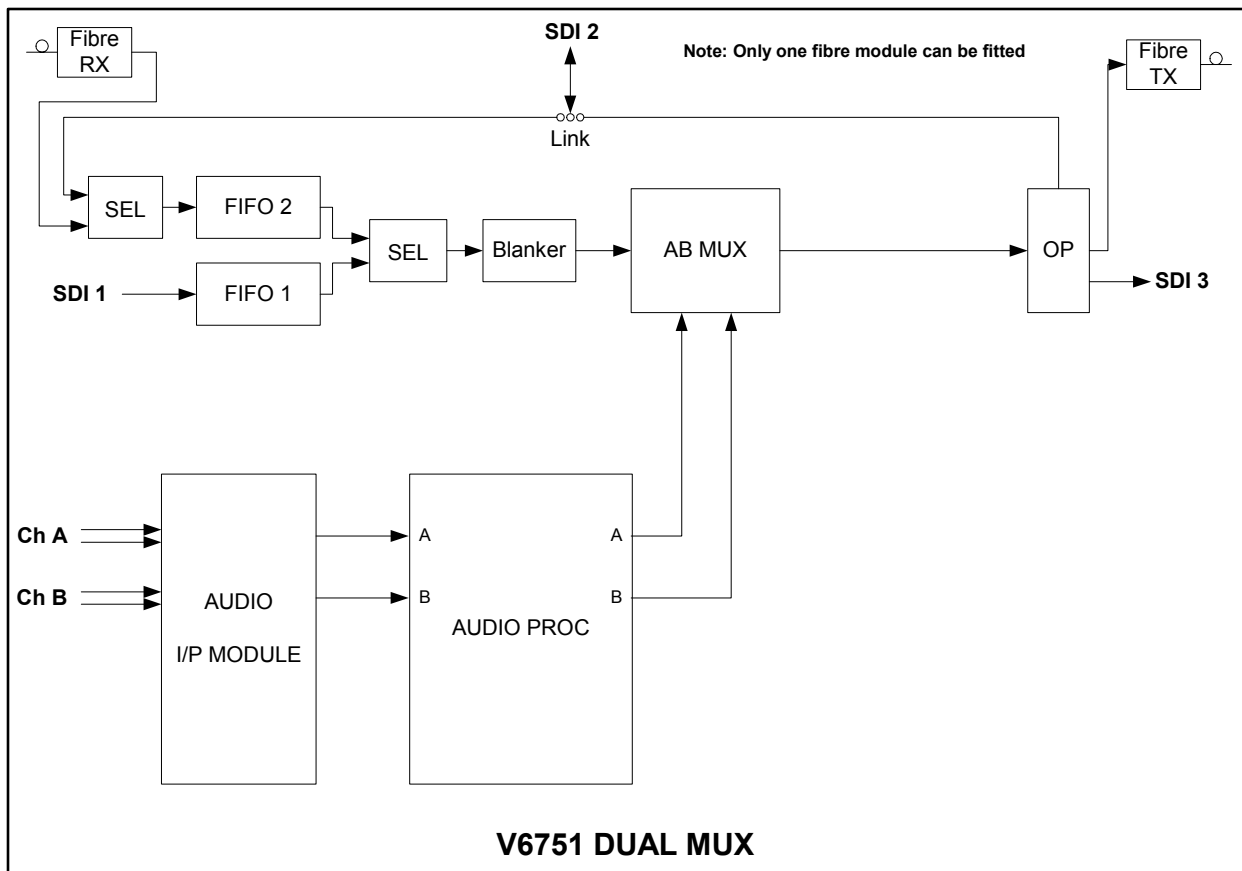 Fibre
RX
SDI 2
Note: Only one fibre module can be fitted
Fibre
TX
Link
SEL
FIFO 2
SEL
Blanker
AB MUX
OP
SDI 1
FIFO 1
SDI 3
Ch A
A
A
Ch B
B
B
AUDIO
I/P MODULE
AUDIO PROC
V6751 DUAL MUX